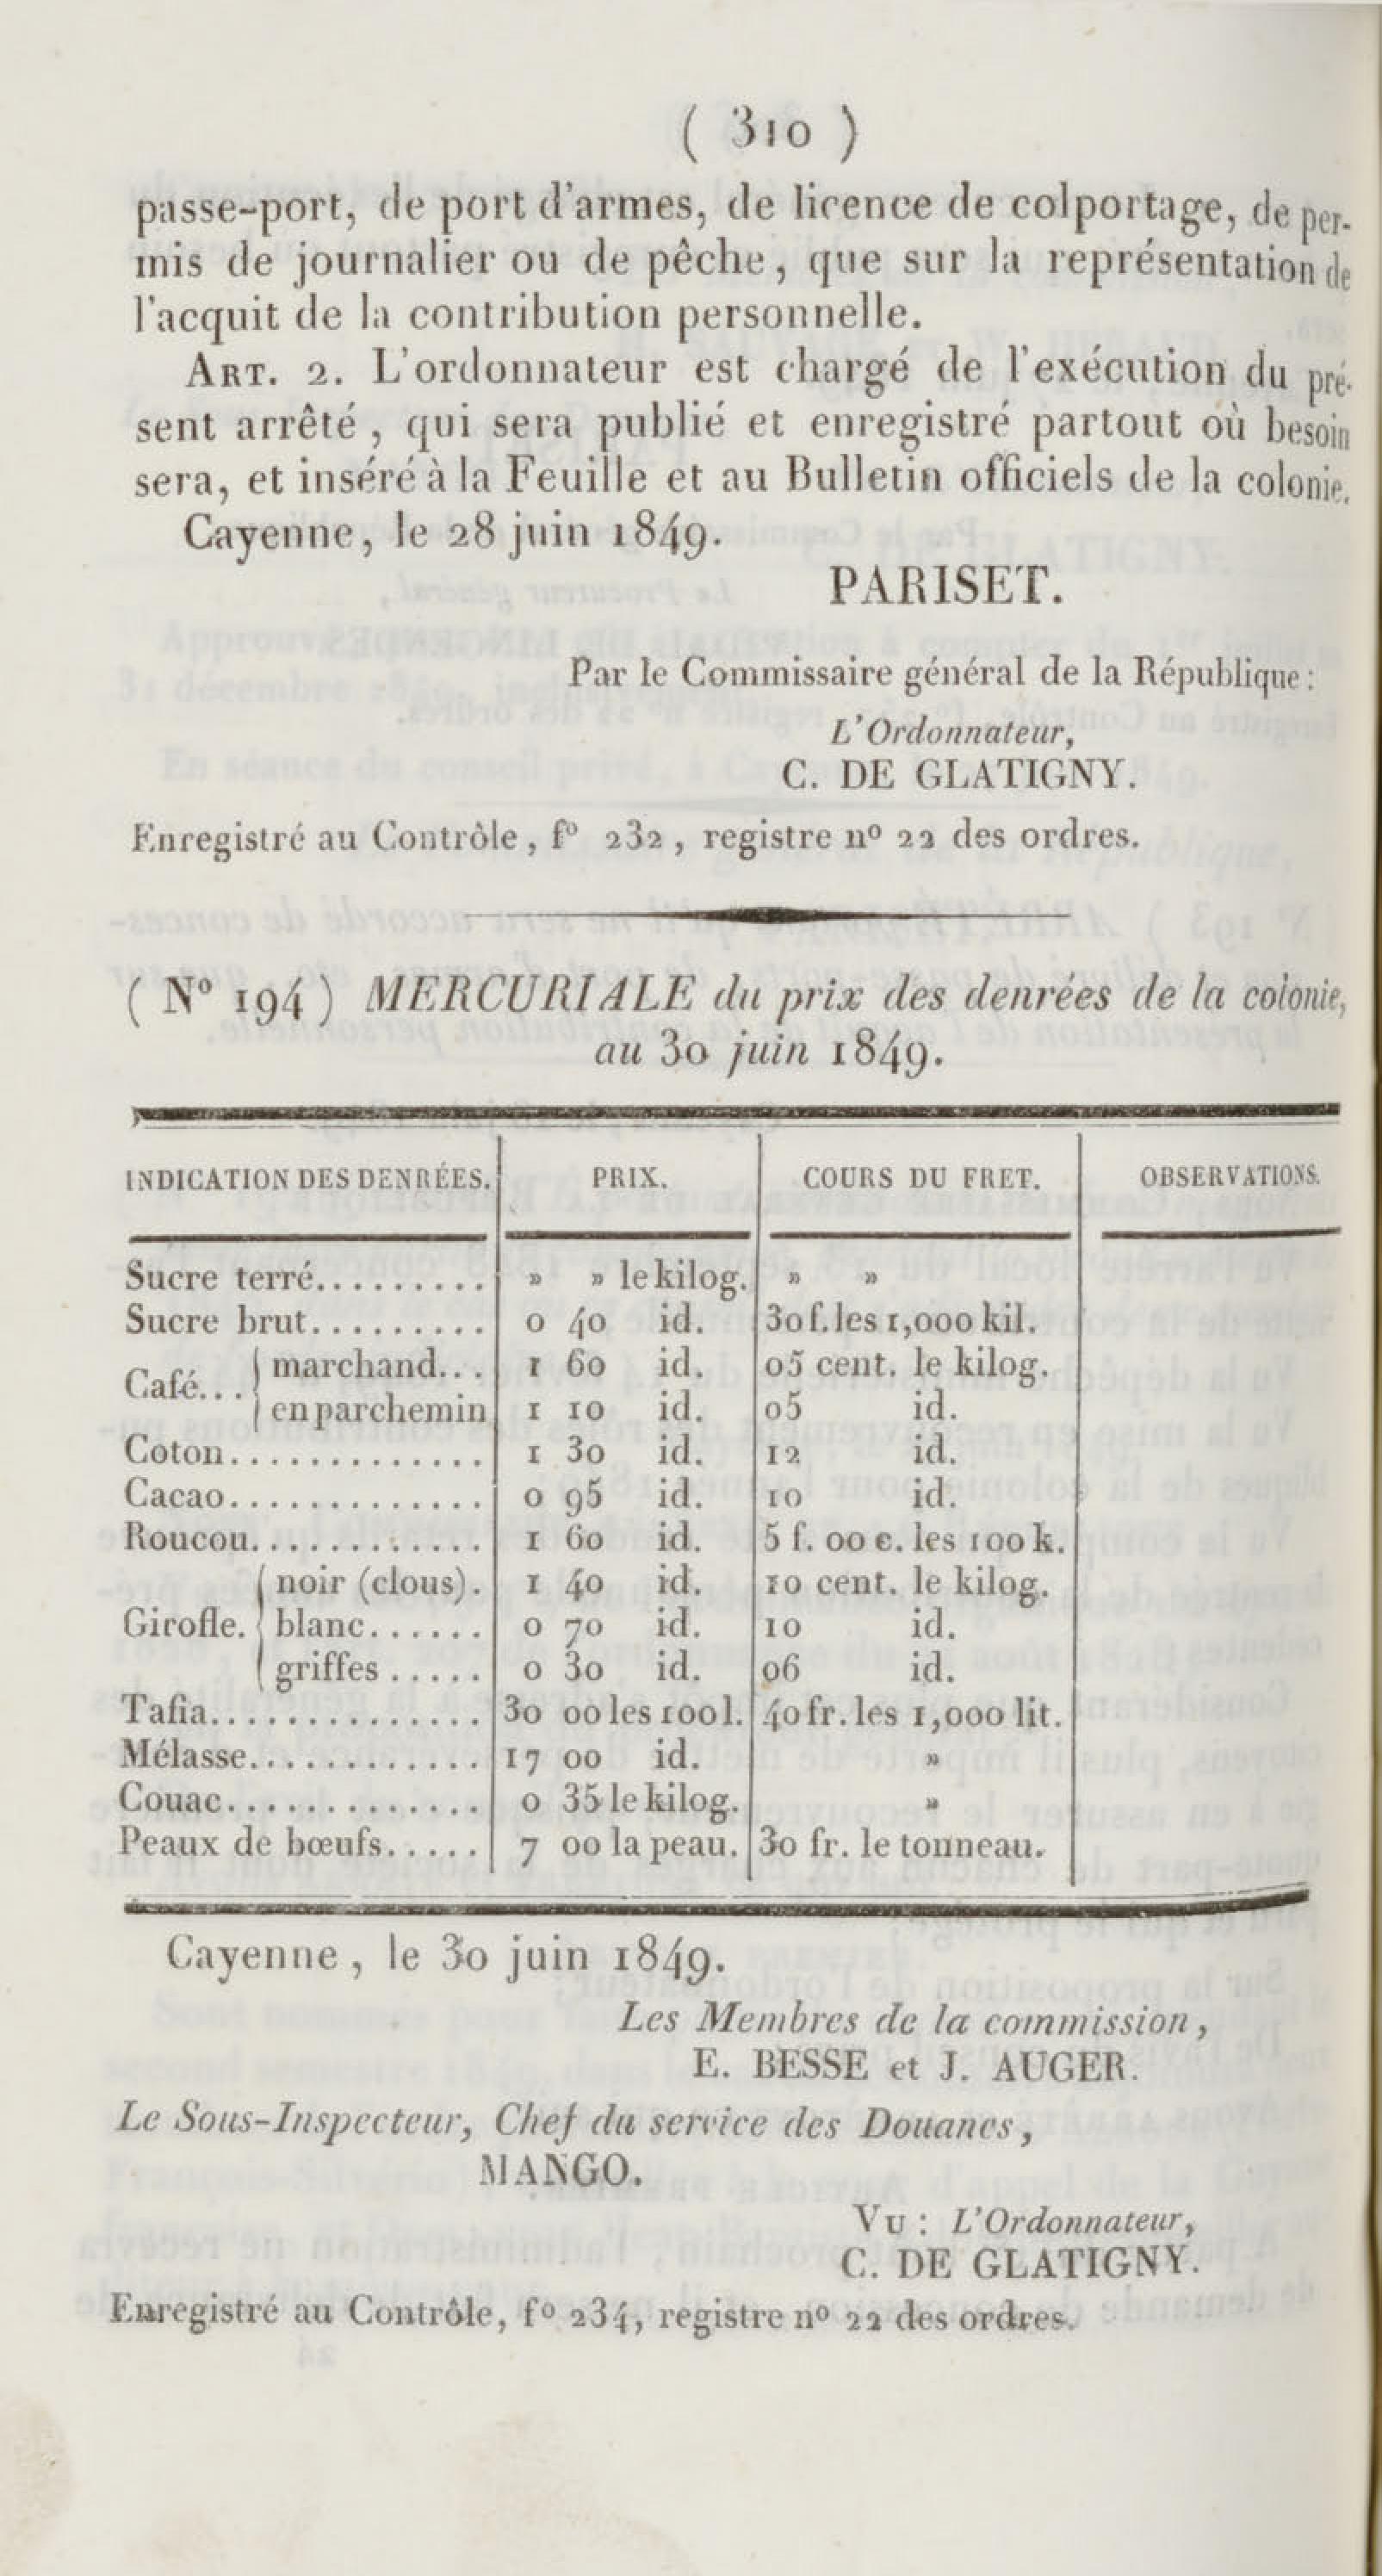 ( 310 )
passe-port, de port d'armes, de licence de colportage, de per-
mis de journalier ou de pêche, que sur la représentation de
l'acquit de la contribution personnelle.
ART. 2. L'ordonnateur est chargé de l'exécution du pré-
sent arrêté, qui sera publié et enregistré partout où besoin
sera, et inséré à la Feuille et au Bulletin officiels de la colonie.
Cayenne, le 28 juin 1849.
PARISET.
Par le Commissaire général de la République :
L'Ordonnateur,
C. DE GLATIGNY.
Enregistré au Contrôle, f° 232, registre n° 22 des ordres.
( N° 194 ) MERCURIALE du prix des denrées de la colonie,
au 30 juin 1849.
INDICATION DES DENRÉES. PRIX. COURS DU FRET. OBSERVATIONS.
Sucre terré......... » » le kilog. » »
Sucre brut......... 0 40 id. 30 f. les 1,000 kil.
Café... { marchand... 1 60 id. 05 cent. le kilog.
{ en parchemin 1 10 id. 05 id.
Coton............. 1 30 id. 12 id.
Cacao............. 0 95 id. 10 id.
Roucou............ 1 60 id. 5 f. 00 c. les 100 k.
{ noir (clous). 1 40 id. 10 cent. le kilog.
Girofle. { blanc...... 0 70 id. 10 id.
{ griffes ..... 0 30 id. 06 id.
Tafia.............. 30 00 les 100 l. 40 fr. les 1,000 lit.
Mélasse............ 17 00 id. »
Couac............. 0 35 le kilog. »
Peaux de bœufs..... 7 00 la peau. 30 fr. le tonneau.
Cayenne, le 30 juin 1849.
Les Membres de la commission,
E. BESSE et J. AUGER.
Le Sous-Inspecteur, Chef du service des Douanes,
MANGO.
Vu : L'Ordonnateur,
C. DE GLATIGNY.
Enregistré au Contrôle, f° 234, registre n° 22 des ordres.